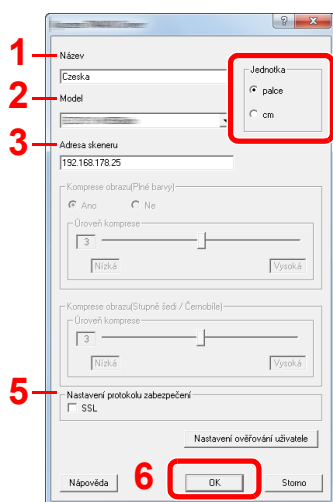 1
Název
Czeska
Jednotka
palce
cm
2
Model
3
Adresa skeneru
192.168.178.25
Komprese obrazu(Plné barvy)
Ano Ne
Úroveň komprese
3
Nízká Vysoká
Komprese obrazu(Stupně šedi / Černobíle)
Úroveň komprese
3
Nízká Vysoká
5
Nastavení protokolu zabezpečení
SSL
Nastavení ověřování uživatele
6
Nápověda OK Storno